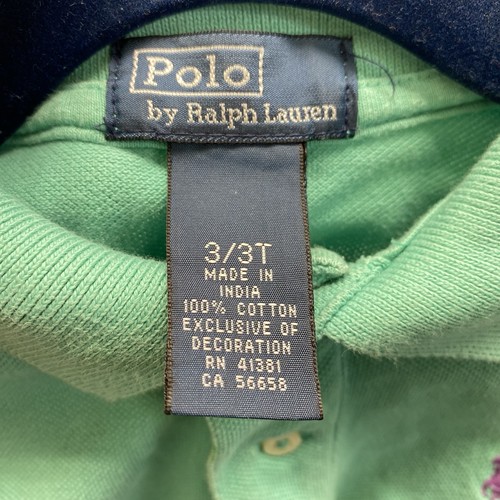 Polo
by Ralph Lauren
3/3T
MADE IN
INDIA
100% COTTON
EXCLUSIVE OF
DECORATION
RN 41381
CA 56658